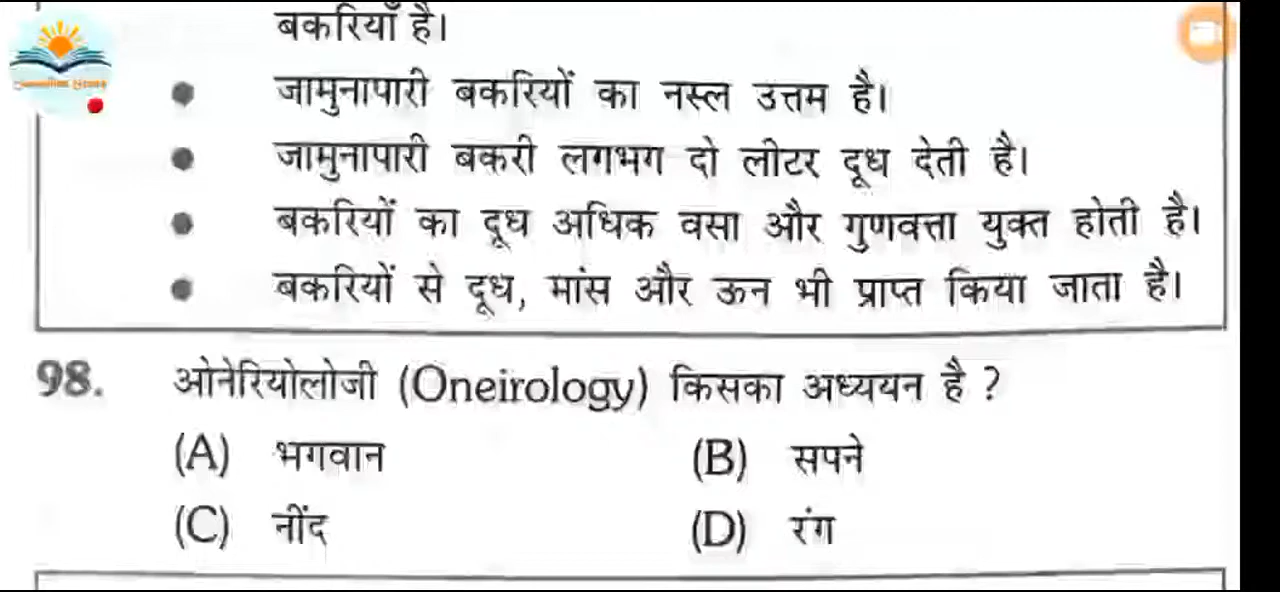 बकरियाँ है।
जामुनापारी बकरियों का नस्ल उत्तम है।
जामुनापारी बकरी लगभग दो लीटर दूध देती है।
बकरियों का दूध अधिक वसा और गुणवत्ता युक्त होती है।
बकरियों से दूध, मांस और ऊन भी प्राप्त किया जाता है।
98. ओनेरियोलोजी (Oneirology) किसका अध्ययन है ?
(A) भगवान (B) सपने
(C) नींद (D) रंग